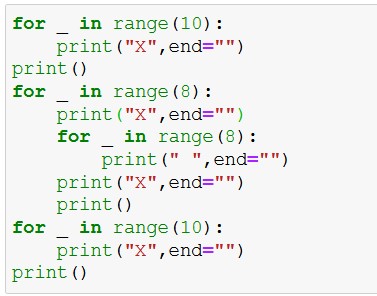 for _ in range(10):
    print("X",end="")
print()
for _ in range(8):
    print("X",end="")
    for _ in range(8):
        print(" ",end="")
    print("X",end="")
    print()
for _ in range(10):
    print("X",end="")
print()